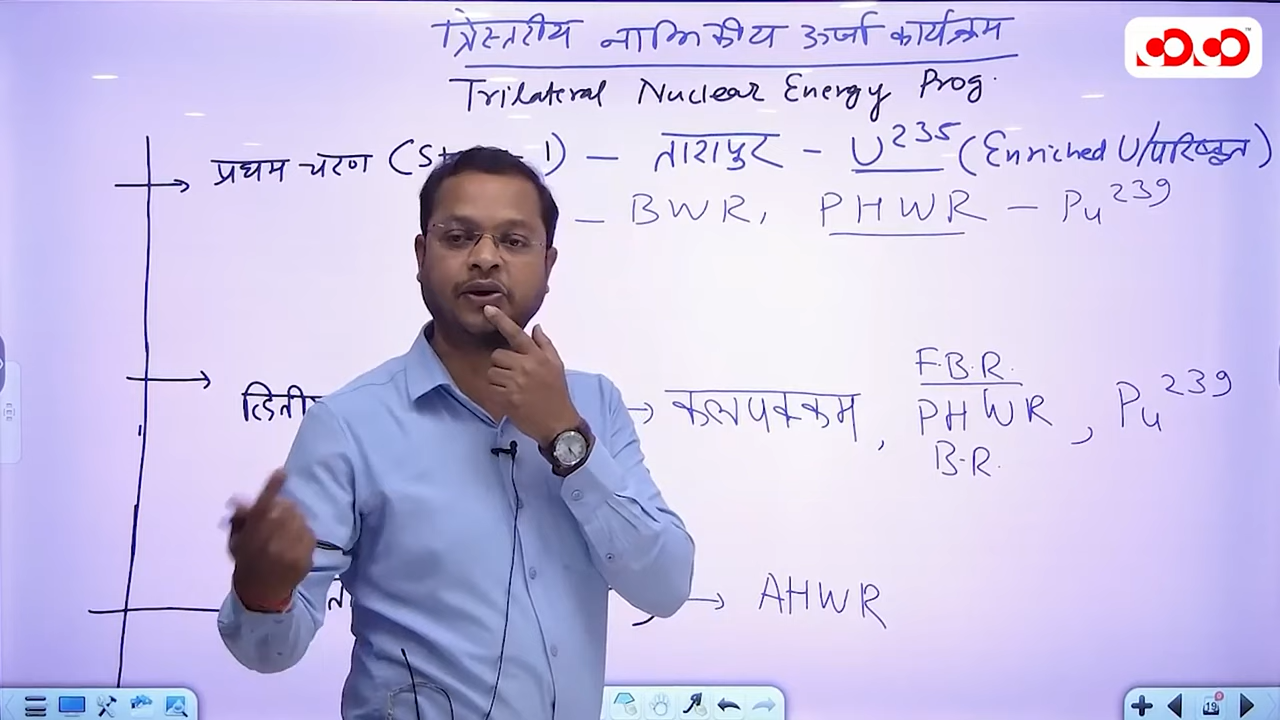 त्रिस्तरीय नाभिकीय ऊर्जा कार्यक्रम
Trilateral Nuclear Energy Prog.
प्रथम चरण ( 1) – तारापुर – U235 (Enriched U/परिष्कृत)
– BWR, PHWR – Pu239
F.B.R.
→ कलपक्कम, PHWR, Pu239
B.R.
→ AHWR
19